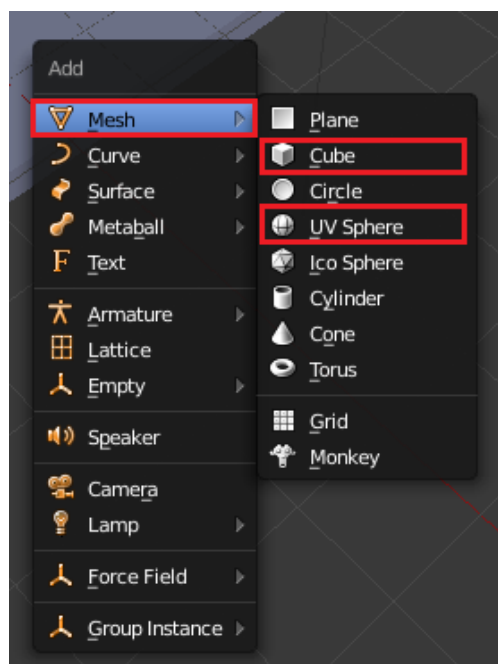 Add
Mesh
Curve
Surface
Metaball
Text
Armature
Lattice
Empty
Speaker
Camera
Lamp
Force Field
Group Instance
Plane
Cube
Circle
UV Sphere
Ico Sphere
Cylinder
Cone
Torus
Grid
Monkey